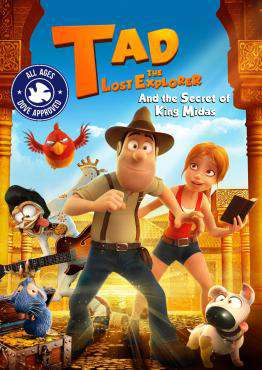 TAD
THE
LOST EXPLORER
And the Secret of
King Midas
ALL AGES
DOVE APPROVED